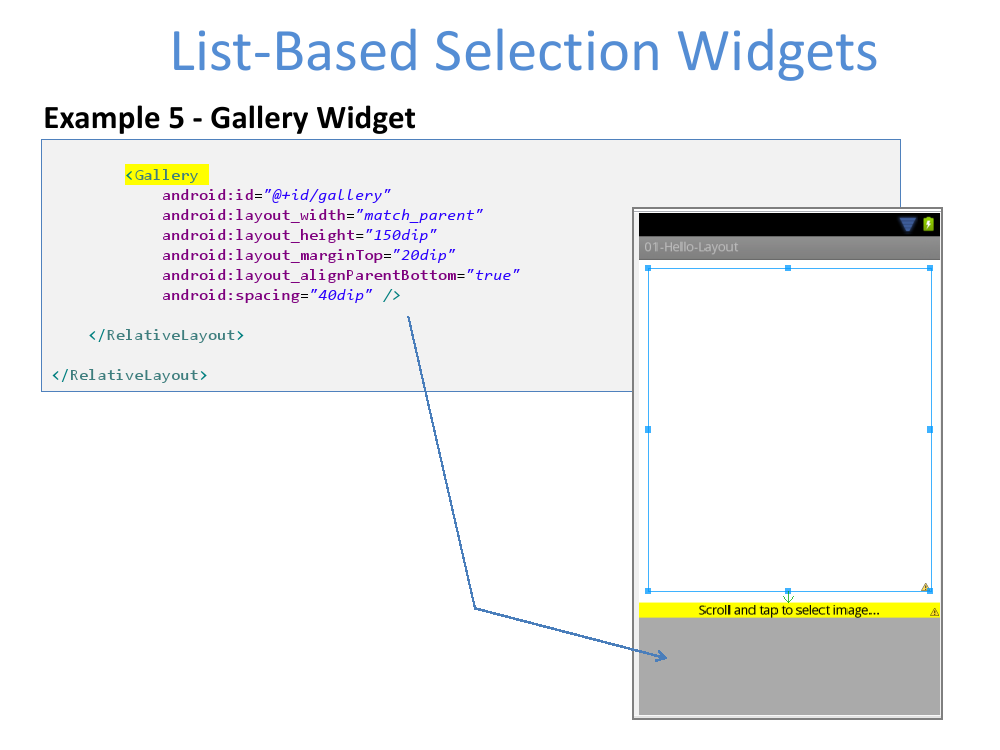 List-Based Selection Widgets
Example 5 - Gallery Widget
<Gallery
android:id="@+id/gallery"
android:layout_width="match_parent"
android:layout_height="150dip"
android:layout_marginTop="20dip"
android:layout_alignParentBottom="true"
android:spacing="40dip" />
</RelativeLayout>
</RelativeLayout>
01-Hello-Layout
Scroll and tap to select image....